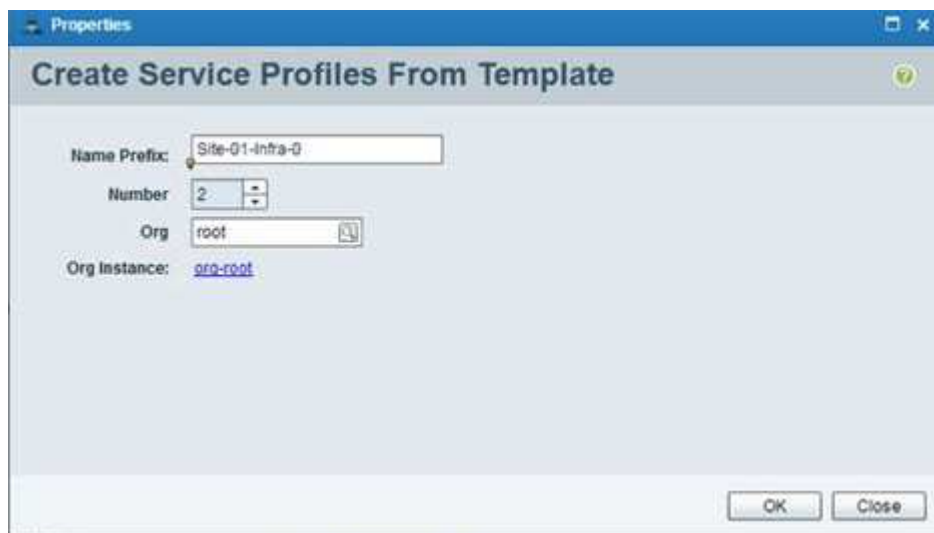 Properties
Create Service Profiles From Template
Name Prefix: Site-01-Infra-0
Number 2
Org root
Org Instance: org-root
OK Close